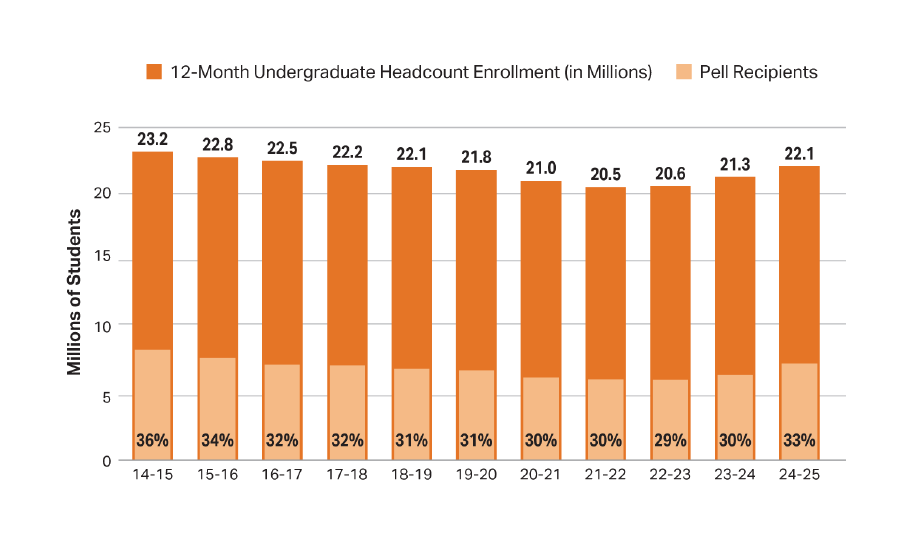 12-Month Undergraduate Headcount Enrollment (in Millions) Pell Recipients
Millions of Students
25
20
15
10
5
0
23.2 22.8 22.5 22.2 22.1 21.8 21.0 20.5 20.6 21.3 22.1
36% 34% 32% 32% 31% 31% 30% 30% 29% 30% 33%
14-15 15-16 16-17 17-18 18-19 19-20 20-21 21-22 22-23 23-24 24-25